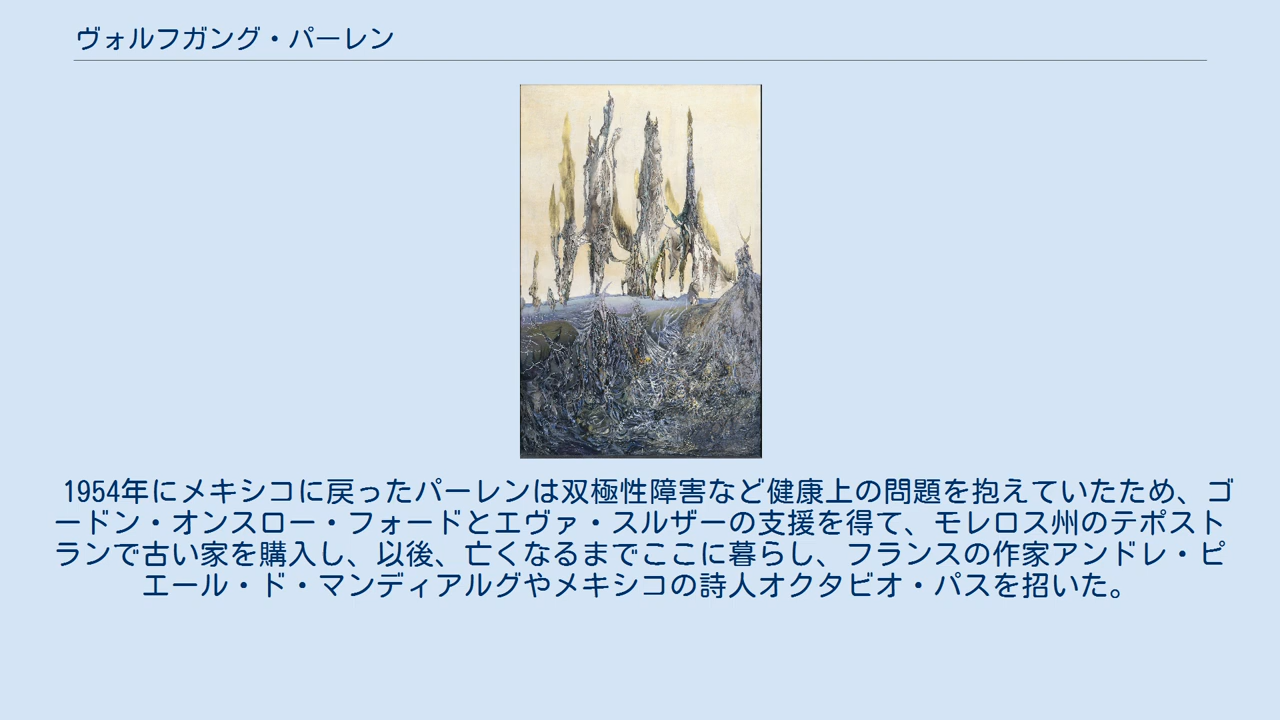 ヴォルフガング・パーレン
1954年にメキシコに戻ったパーレンは双極性障害など健康上の問題を抱えていたため、ゴ
ードン・オンスロー・フォードとエヴァ・スルザーの支援を得て、モレロス州のテポスト
ランで古い家を購入し、以後、亡くなるまでここに暮らし、フランスの作家アンドレ・ピ
エール・ド・マンディアルグやメキシコの詩人オクタビオ・パスを招いた。